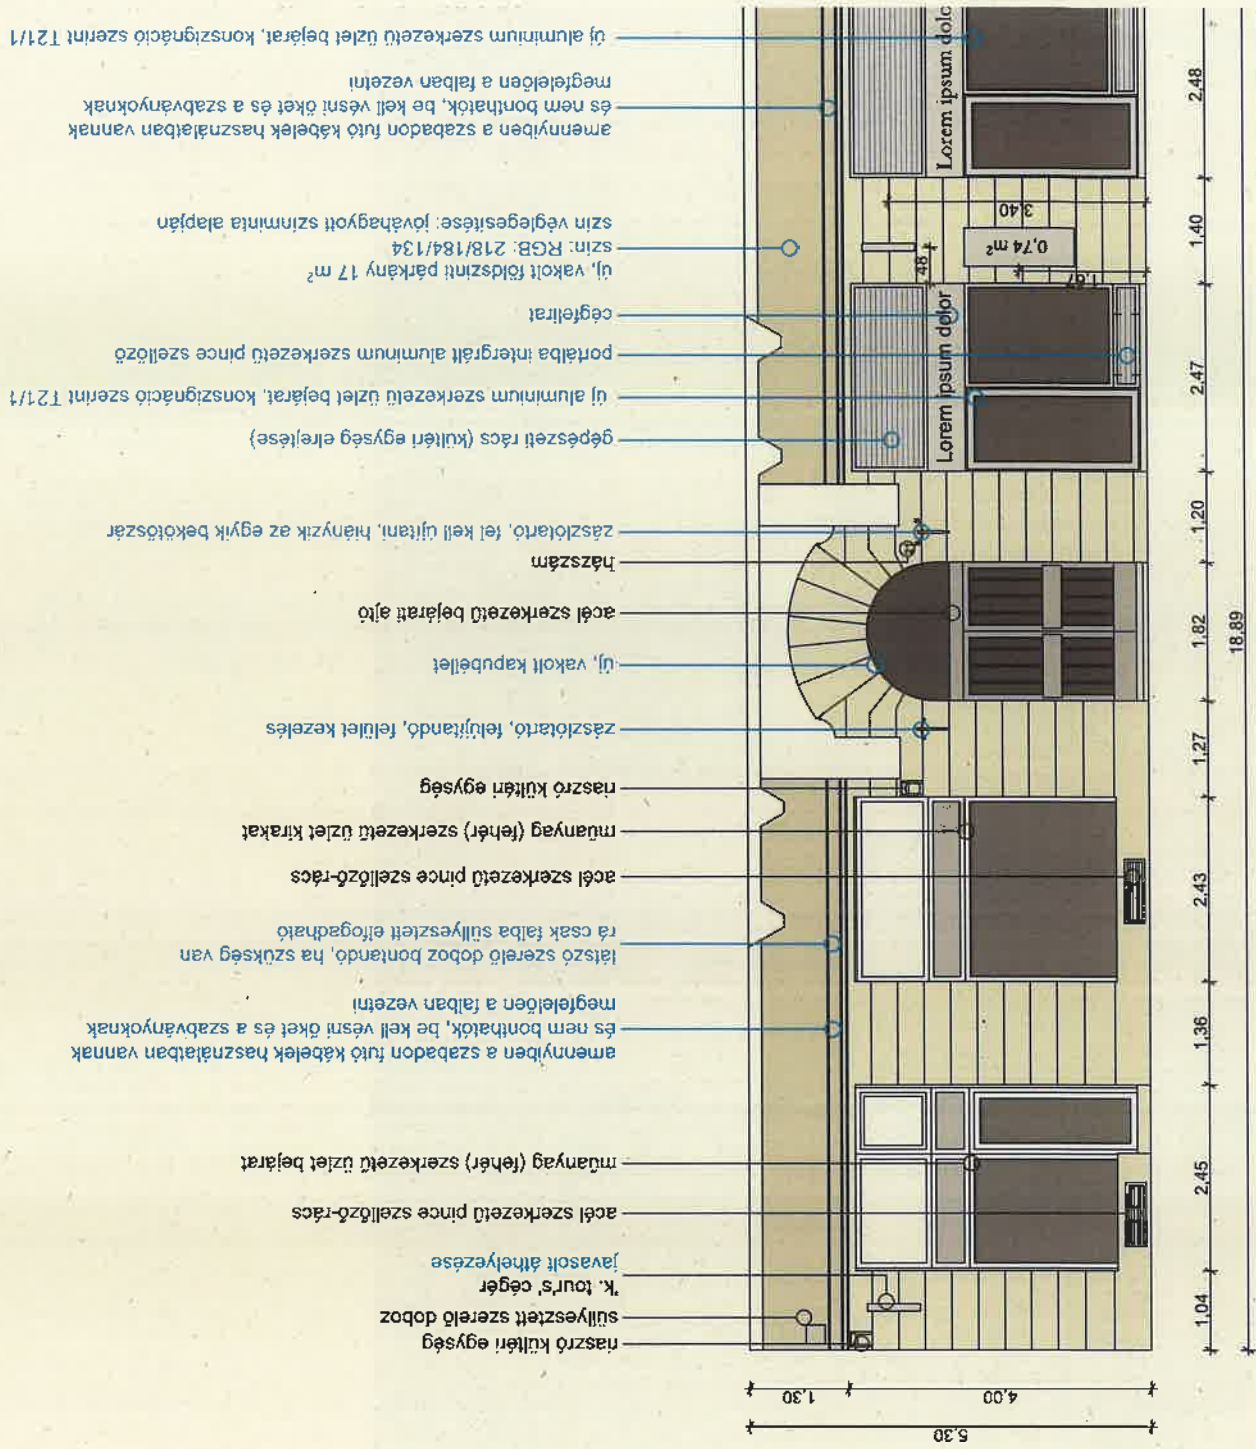 5,30
4,00
1,30
riaszró kültéri egység
süllyesztett szerelő doboz
'k. tour's' cégér
javasolt áthelyezése
acél szerkezetű pince szellőző-rács
műanyag (fehér) szerkezetű üzlet bejárat
amennyiben a szabadon futó kábelek használatban vannak
és nem bonthatók, be kell vésni őket és a szabványoknak
megfelelően a falban vezetni
látszó szerelő doboz bontandó, ha szükség van
rá csak falba süllyesztett elfogadható
acél szerkezetű pince szellőző-rács
műanyag (fehér) szerkezetű üzlet kirakat
riaszró kültéri egység
zászlótartó, felújítandó, felület kezelés
új, vakolt kapubéllet
acél szerkezetű bejárati ajtó
házszám
zászlótartó, fel kell újítani, hiányzik az egyik bekötőszár
gépészeti rács (kültéri egység elrejtése)
új alumínium szerkezetű üzlet bejárat, konszignáció szerint T21/1
portálba intergrált alumínium szerkezetű pince szellőző
cégfelirat
új, vakolt földszinti párkány 17 m²
szín: RGB: 218/184/134
szín véglegesítése: jóváhagyott színminta alapján
amennyiben a szabadon futó kábelek használatban vannak
és nem bonthatók, be kell vésni őket és a szabványoknak
megfelelően a falban vezetni
új alumínium szerkezetű üzlet bejárat, konszignáció szerint T21/1
Lorem ipsum dolor
Lorem ipsum dolc
48
1,67
0,74 m²
3,40
1,04
2,45
1,36
2,43
1,27
1,82
1,20
2,47
1,40
2,48
18,89